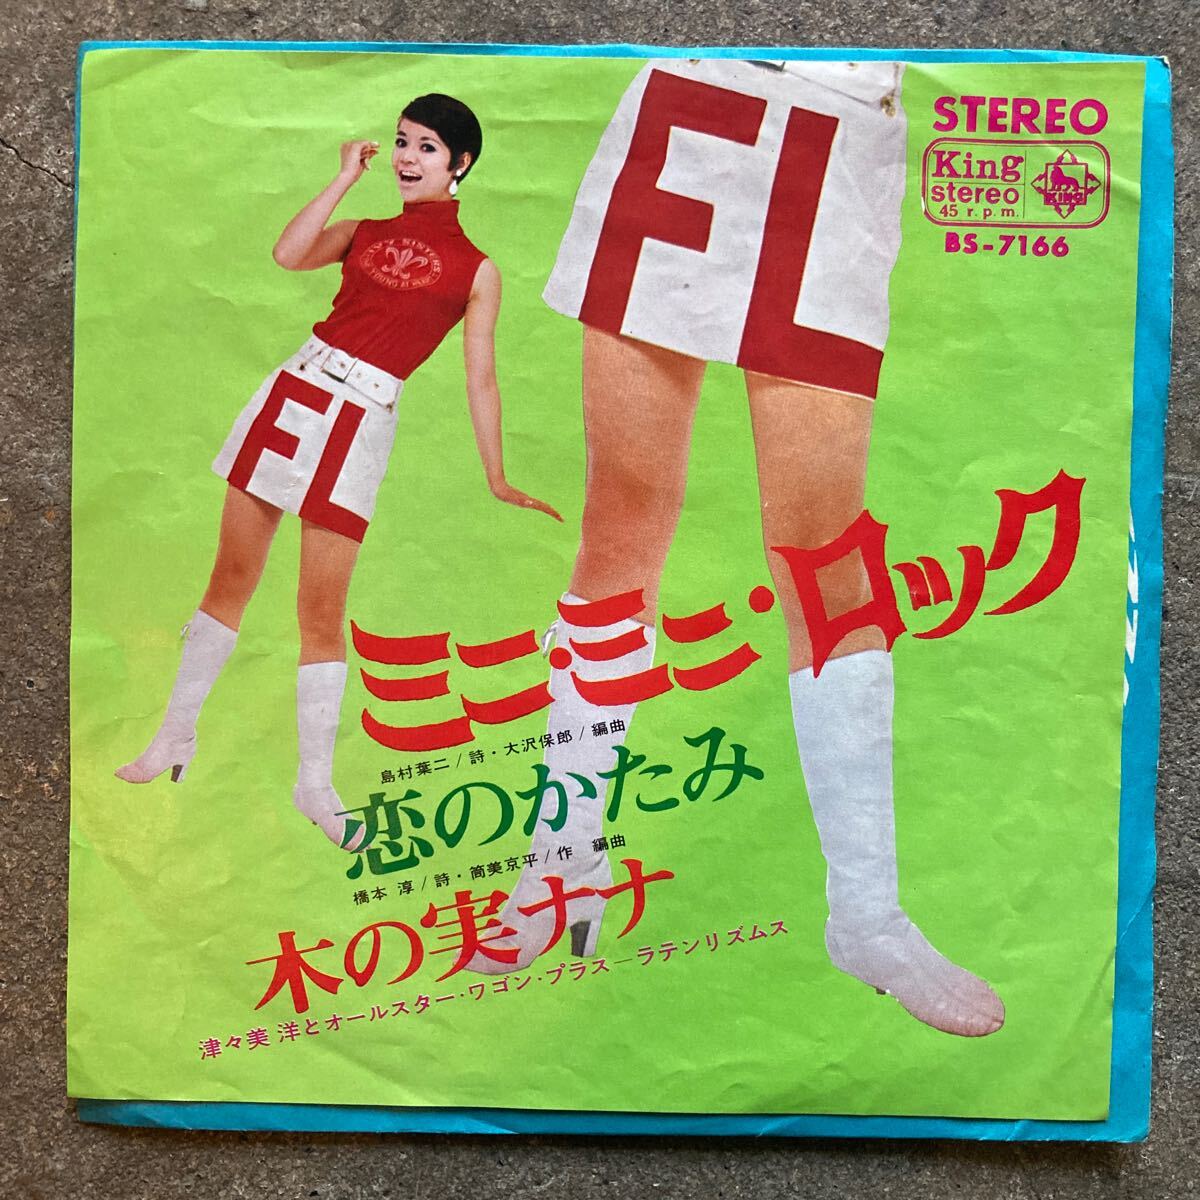 STEREO
King
stereo
45 r.p.m.
KING
BS-7166
FL
FL
ミニ・ミニ・ロック
島村葉二/詩・大沢保郎/編曲
恋のかたみ
橋本 淳/詩・筒美京平/作 編曲
木の実ナナ
津々美 洋とオールスター・ワゴン・プラスーラテンリズムス